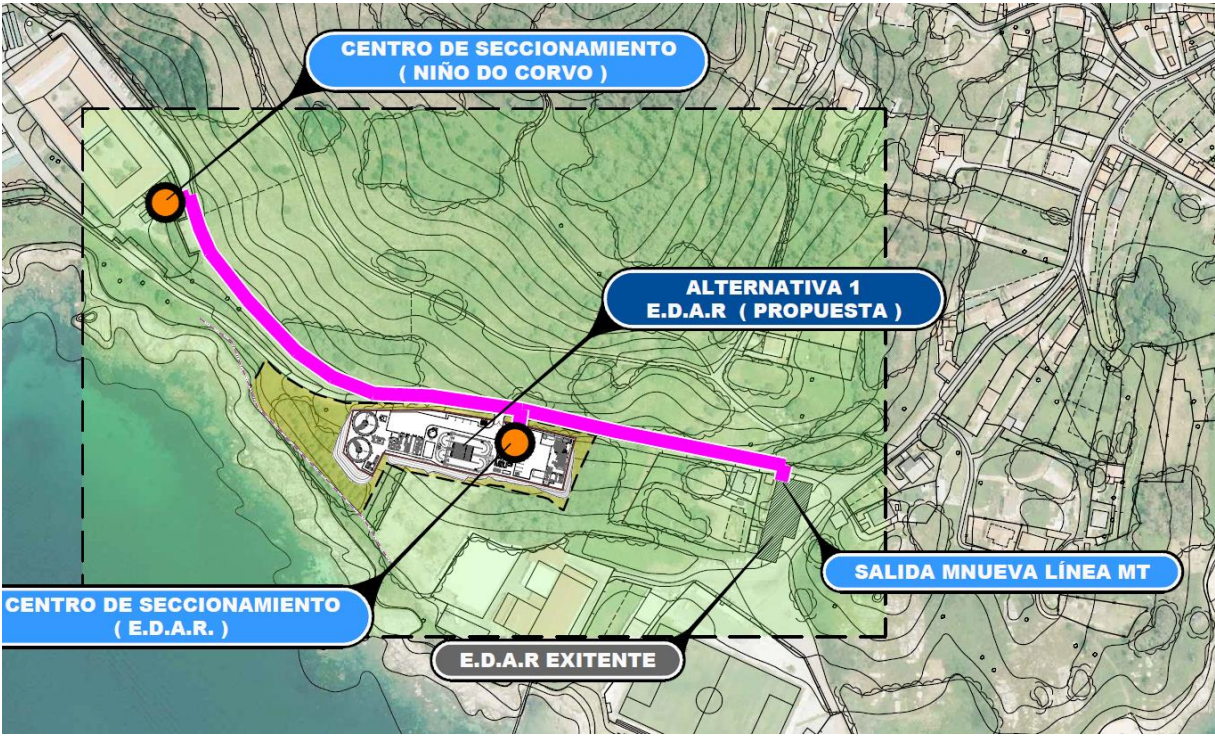 CENTRO DE SECCIONAMIENTO
( NIÑO DO CORVO )
ALTERNATIVA 1
E.D.A.R ( PROPUESTA )
SALIDA MNUEVA LÍNEA MT
CENTRO DE SECCIONAMIENTO
( E.D.A.R. )
E.D.A.R EXITENTE